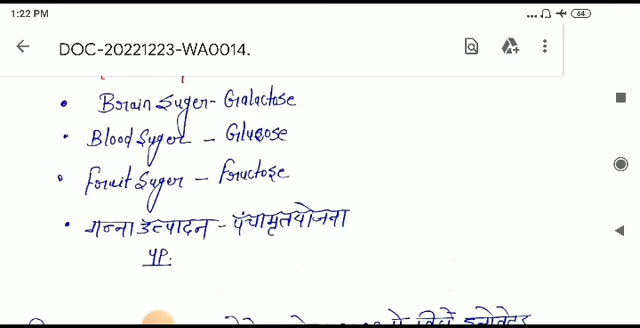 1:22 PM
64
DOC-20221223-WA0014.
• Brain Suger - Galactose
• Blood Suger - Glucose
• Fruit Suger - Fructose
• गन्ना उत्पादन - पंचामृत योजना
UP.